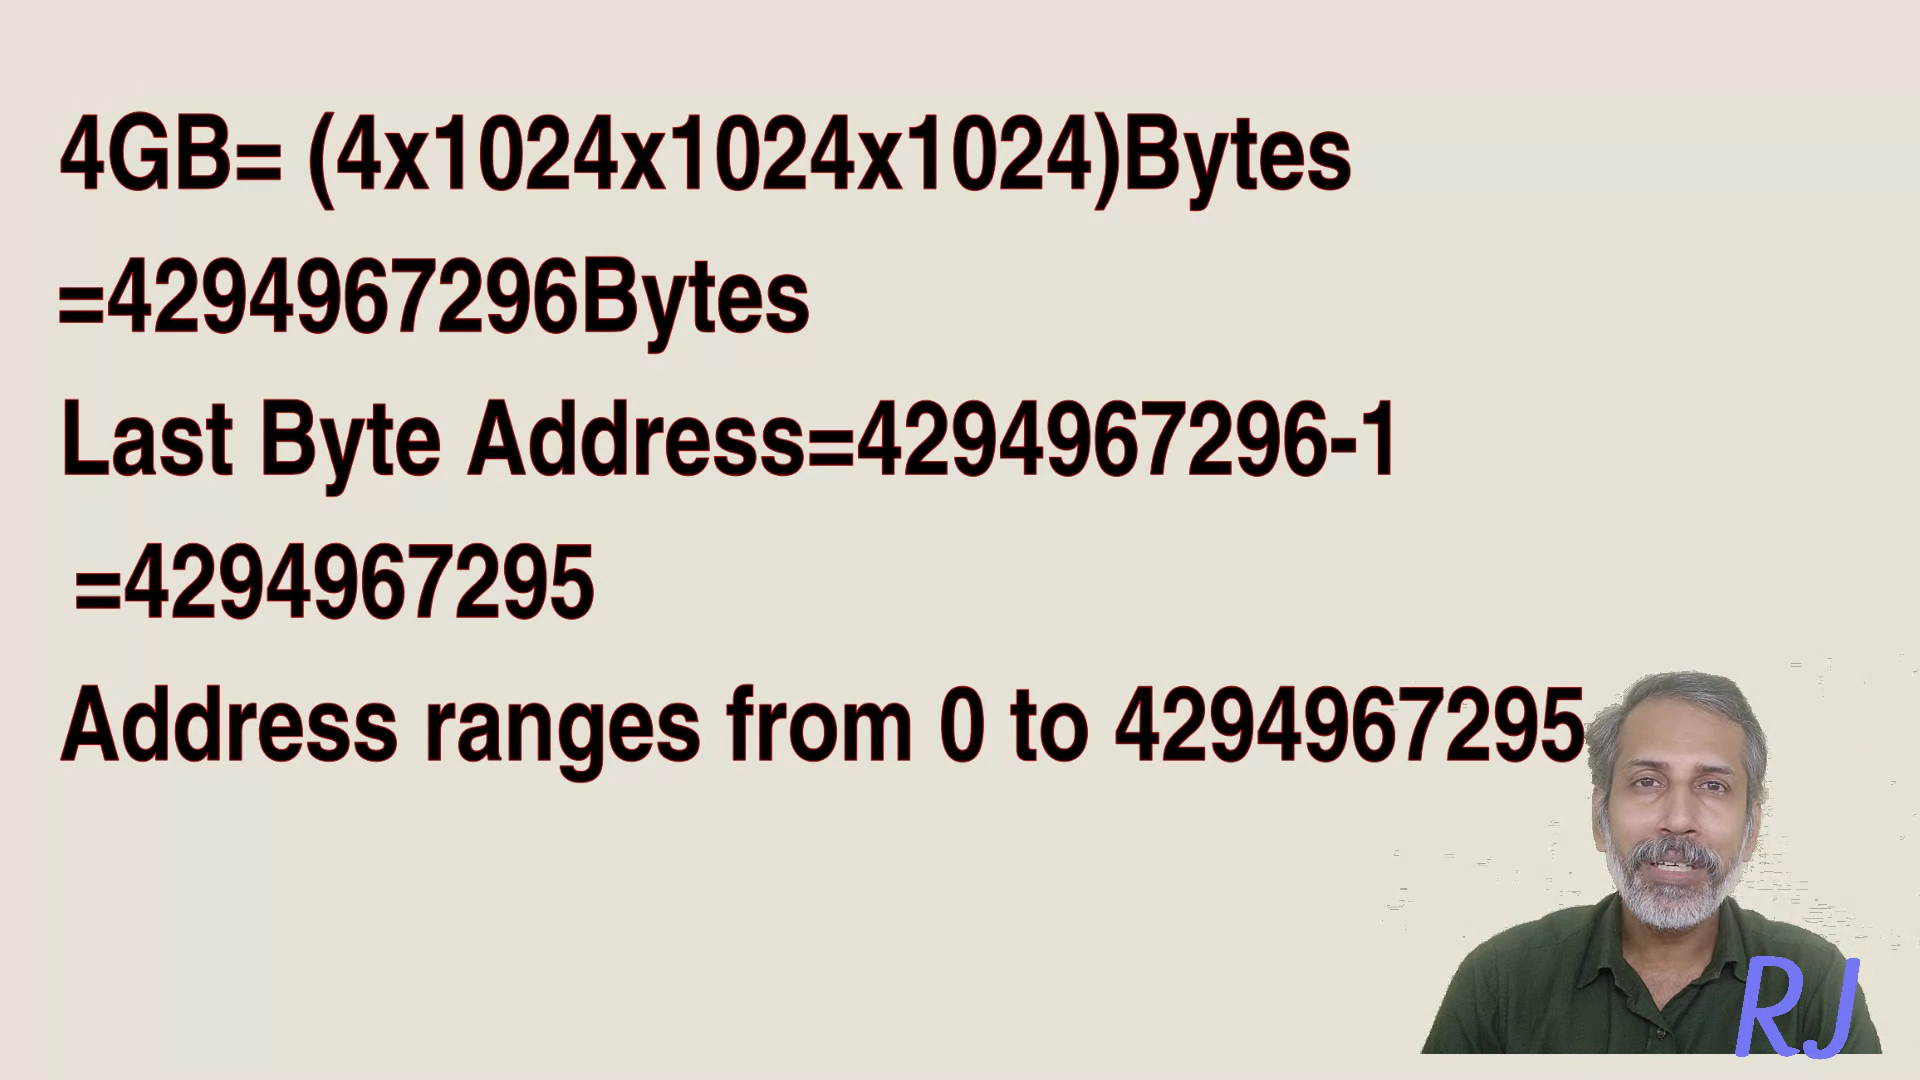 4GB= (4x1024x1024x1024)Bytes
=4294967296Bytes
Last Byte Address=4294967296-1
=4294967295
Address ranges from 0 to 4294967295
RJ